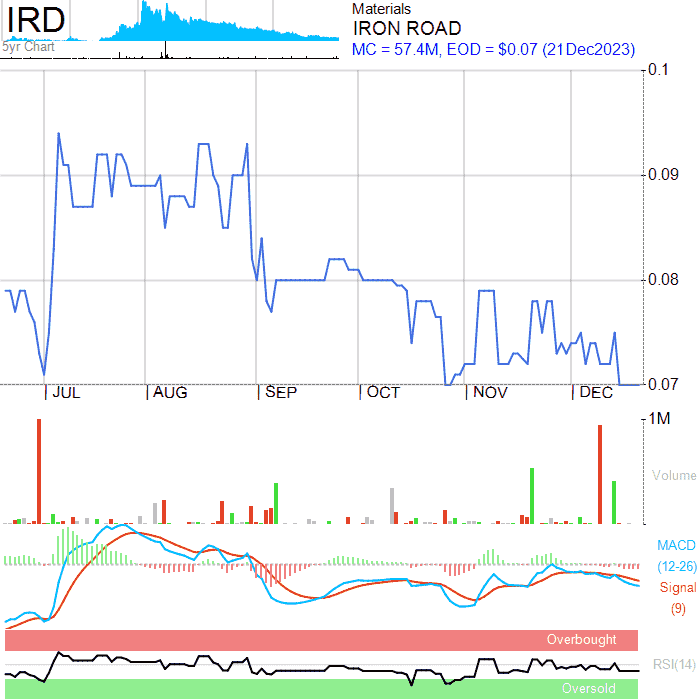 IRD
5yr Chart
Materials
IRON ROAD
MC = 57.4M, EOD = $0.07 (21Dec2023)
0.1
0.09
0.08
0.07
JUL
AUG
SEP
OCT
NOV
DEC
1M
Volume
MACD
(12-26)
Signal
(9)
Overbought
RSI(14)
Oversold